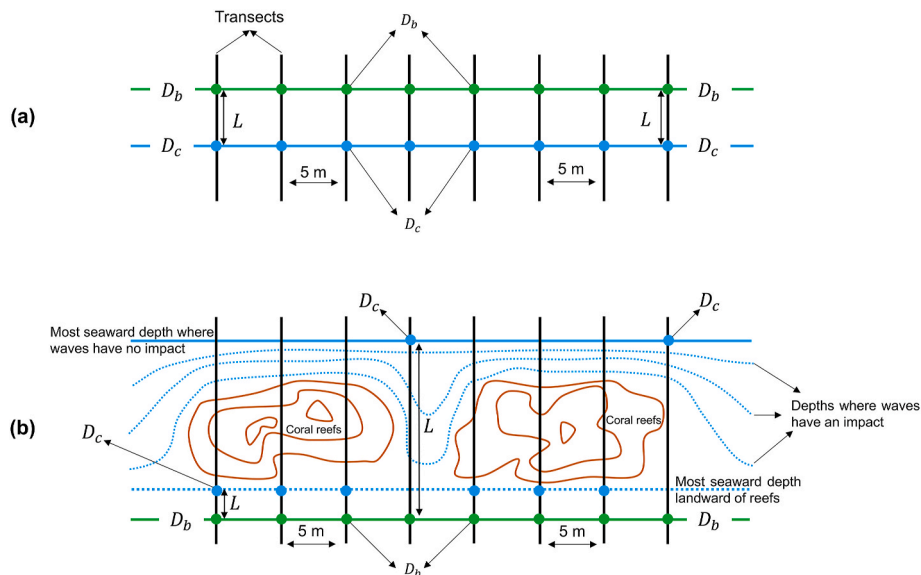 Transects
D_b
(a)
D_b
D_b
L
L
D_c
D_c
5 m
5 m
D_c
D_c
D_c
Most seaward depth where
waves have no impact
(b)
D_c
Coral reefs
L
Coral reefs
Depths where waves
have an impact
Most seaward depth
landward of reefs
L
D_b
D_b
5 m
5 m
D_b